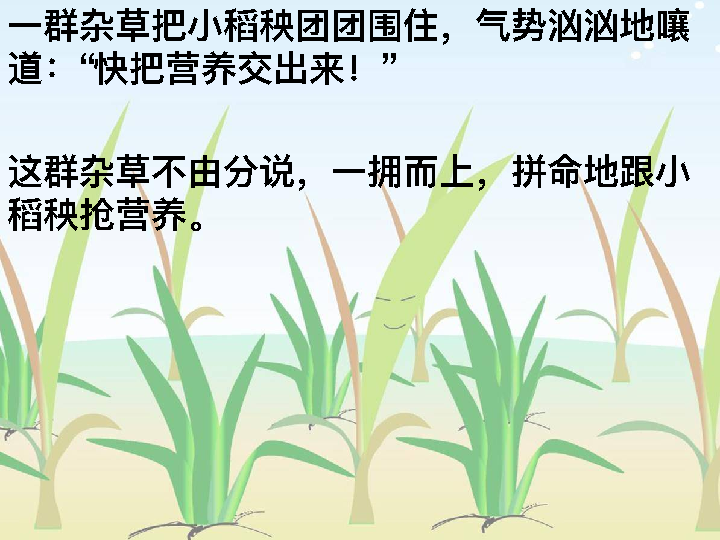 一群杂草把小稻秧团团围住，气势汹汹地嚷
道：“快把营养交出来！”
这群杂草不由分说，一拥而上，拼命地跟小
稻秧抢营养。